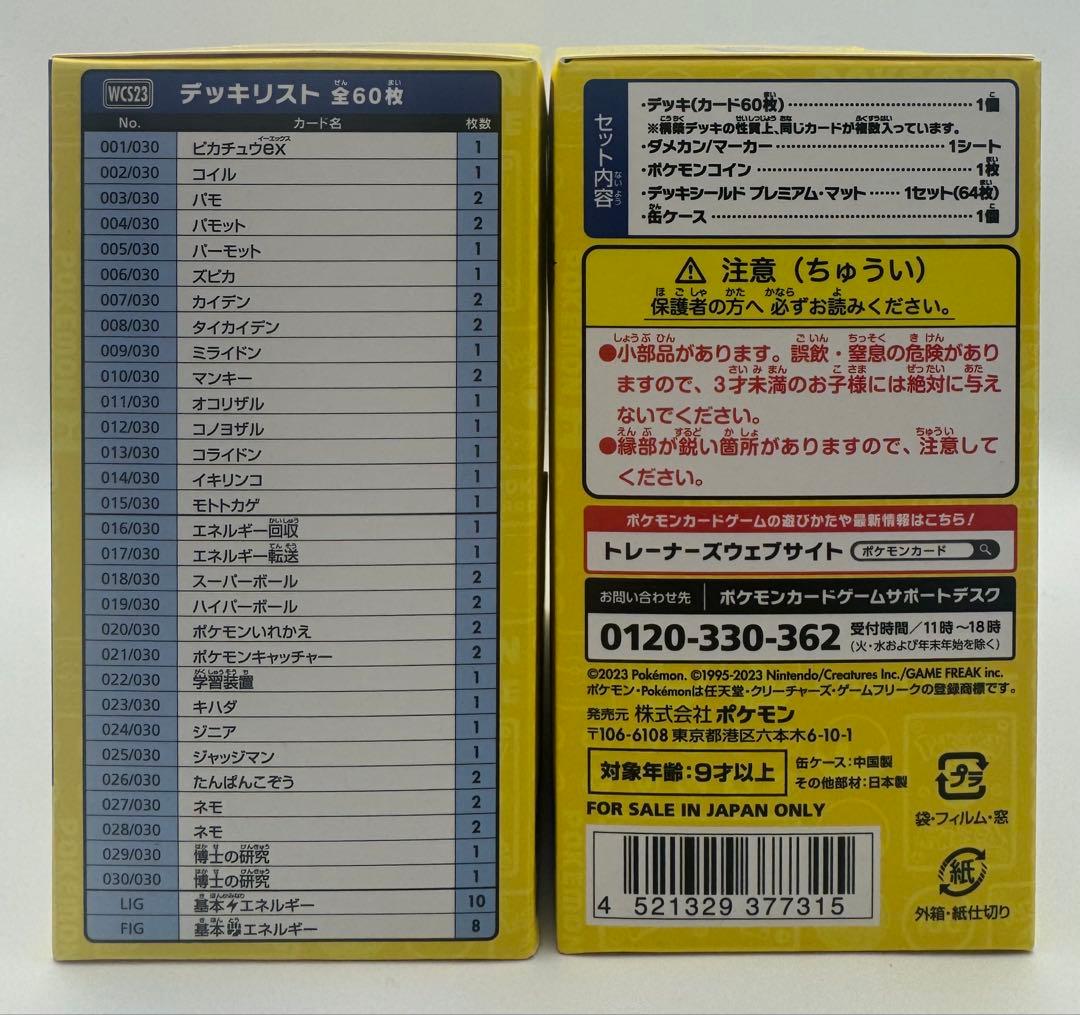 WCS23 デッキリスト 全60枚
No. カード名 枚数
001/030 ピカチュウex 1
002/030 コイル 1
003/030 パモ 2
004/030 パモット 2
005/030 パーモット 1
006/030 ズピカ 1
007/030 カイデン 2
008/030 タイカイデン 2
009/030 ミライドン 1
010/030 マンキー 2
011/030 オコリザル 1
012/030 コノヨザル 1
013/030 コライドン 1
014/030 イキリンコ 1
015/030 モトトカゲ 1
016/030 エネルギー回収 1
017/030 エネルギー転送 1
018/030 スーパーボール 2
019/030 ハイパーボール 2
020/030 ポケモンいれかえ 2
021/030 ポケモンキャッチャー 2
022/030 学習装置 1
023/030 キハダ 1
024/030 ジニア 1
025/030 ジャッジマン 1
026/030 たんぱんこぞう 2
027/030 ネモ 2
028/030 ネモ 2
029/030 博士の研究 1
030/030 博士の研究 1
LIG 基本エネルギー 10
FIG 基本エネルギー 8
セット内容
・デッキ(カード60枚) 1個
※構築デッキの性質上、同じカードが複数入っています。
・ダメカン/マーカー 1シート
・ポケモンコイン 1枚
・デッキシールド プレミアム・マット 1セット(64枚)
・缶ケース 1個
⚠ 注意(ちゅうい)
保護者の方へ 必ずお読みください。
●小部品があります。誤飲・窒息の危険があり
ますので、3才未満のお子様には絶対に与え
ないでください。
●縁部が鋭い箇所がありますので、注意して
ください。
ポケモンカードゲームの遊びかたや最新情報はこちら!
トレーナーズウェブサイト ポケモンカード
お問い合わせ先 ポケモンカードゲームサポートデスク
0120-330-362 受付時間/11時~18時
(火・水および年末年始を除く)
©2023 Pokémon. ©1995-2023 Nintendo/Creatures Inc./GAME FREAK inc.
ポケモン・Pokémonは任天堂・クリーチャーズ・ゲームフリークの登録商標です。
発売元 株式会社ポケモン
〒106-6108 東京都港区六本木6-10-1
対象年齢:9才以上
缶ケース:中国製
その他部材:日本製
FOR SALE IN JAPAN ONLY
プラ
袋・フィルム・窓
紙
外箱・紙仕切り
4 521329 377315